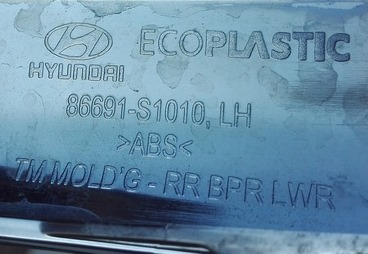 ECOPLASTIC
HYUNDAI
86691-S1010, LH
>ABS<
TM MOLD'G - RR BPR LWR